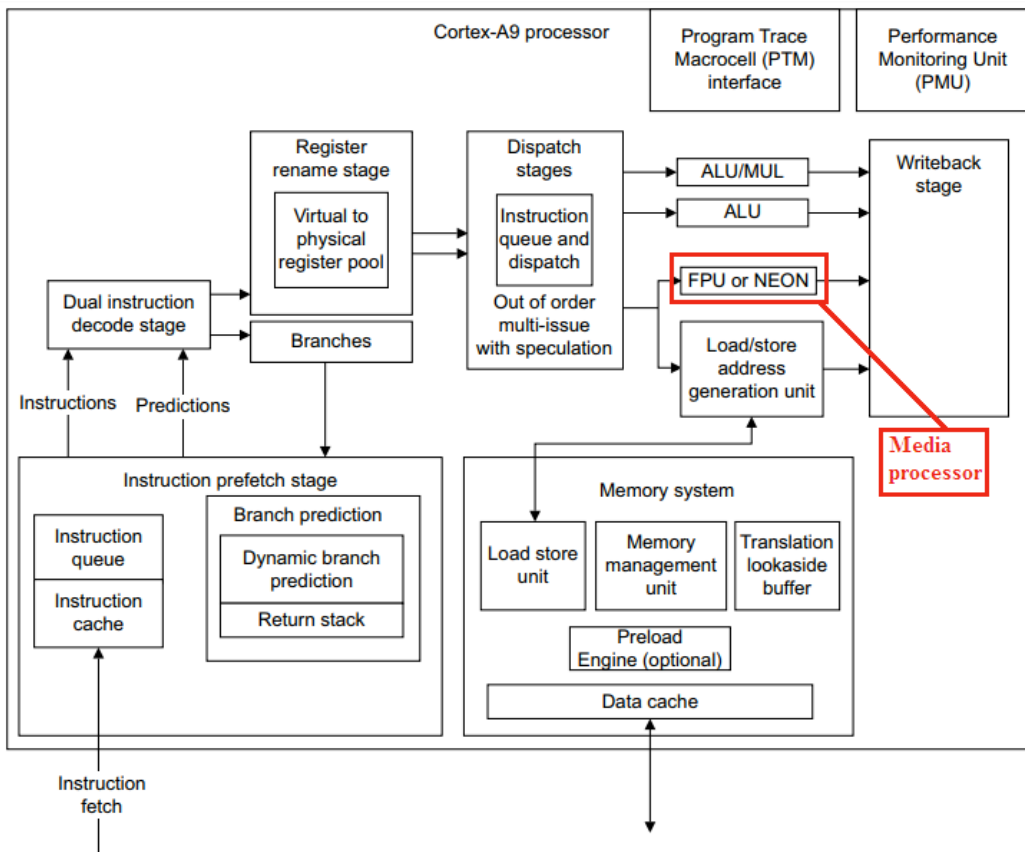 Cortex-A9 processor
Program Trace
Macrocell (PTM)
interface
Performance
Monitoring Unit
(PMU)
Register
rename stage
Virtual to
physical
register pool
Dispatch
stages
Instruction
queue and
dispatch
Out of order
multi-issue
with speculation
ALU/MUL
ALU
FPU or NEON
Load/store
address
generation unit
Writeback
stage
Dual instruction
decode stage
Branches
Instructions
Predictions
Media
processor
Instruction prefetch stage
Instruction
queue
Instruction
cache
Branch prediction
Dynamic branch
prediction
Return stack
Memory system
Load store
unit
Memory
management
unit
Translation
lookaside
buffer
Preload
Engine (optional)
Data cache
Instruction
fetch